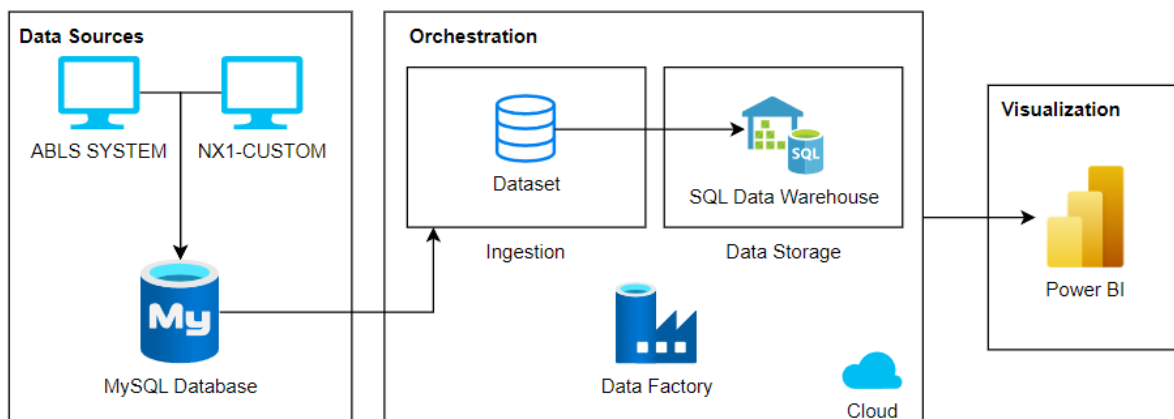 Data Sources
ABLS SYSTEM
NX1-CUSTOM
My
MySQL Database
Orchestration
Dataset
Ingestion
SQL
SQL Data Warehouse
Data Storage
Data Factory
Cloud
Visualization
Power BI